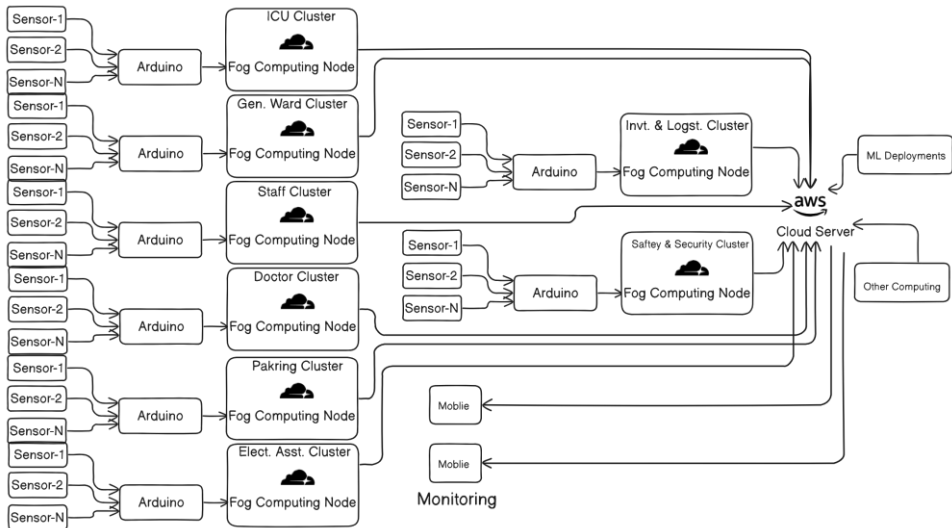 Sensor-1
Sensor-2
Sensor-N
Arduino
ICU Cluster
Fog Computing Node
Sensor-1
Sensor-2
Sensor-N
Arduino
Gen. Ward Cluster
Fog Computing Node
Sensor-1
Sensor-2
Sensor-N
Arduino
Staff Cluster
Fog Computing Node
Sensor-1
Sensor-2
Sensor-N
Arduino
Doctor Cluster
Fog Computing Node
Sensor-1
Sensor-2
Sensor-N
Arduino
Pakring Cluster
Fog Computing Node
Sensor-1
Sensor-2
Sensor-N
Arduino
Elect. Asst. Cluster
Fog Computing Node
Sensor-1
Sensor-2
Sensor-N
Arduino
Invt. & Logst. Cluster
Fog Computing Node
Sensor-1
Sensor-2
Sensor-N
Arduino
Saftey & Security Cluster
Fog Computing Node
aws
Cloud Server
ML Deployments
Other Computing
Moblie
Moblie
Monitoring